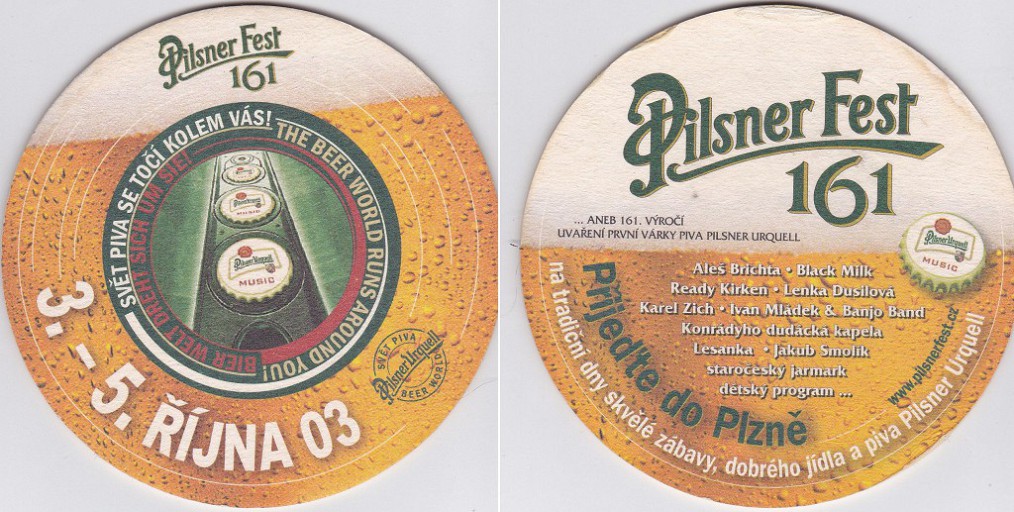 Pilsner Fest
161
SVĚT PIVA SE TOČÍ KOLEM VÁS!
THE BEER WORLD RUNS AROUND YOU!
BIER WELT DREHT SICH UM SIE!
Pilsner Urquell
MUSIC
SVĚT PIVA
Pilsner Urquell
BEER WORLD
3. – 5. ŘÍJNA 03
Pilsner Fest
161
... ANEB 161. VÝROČÍ
UVAŘENÍ PRVNÍ VÁRKY PIVA PILSNER URQUELL
Pilsner Urquell
MUSIC
Aleš Brichta • Black Milk
Ready Kirken • Lenka Dusilová
Karel Zich • Ivan Mládek & Banjo Band
Konrádyho dudácká kapela
Lesanka • Jakub Smolík
staročeský jarmark
dětský program ...
www.pilsnerfest.cz
Přijeďte do Plzně
na tradiční dny skvělé zábavy, dobrého jídla a piva Pilsner Urquell